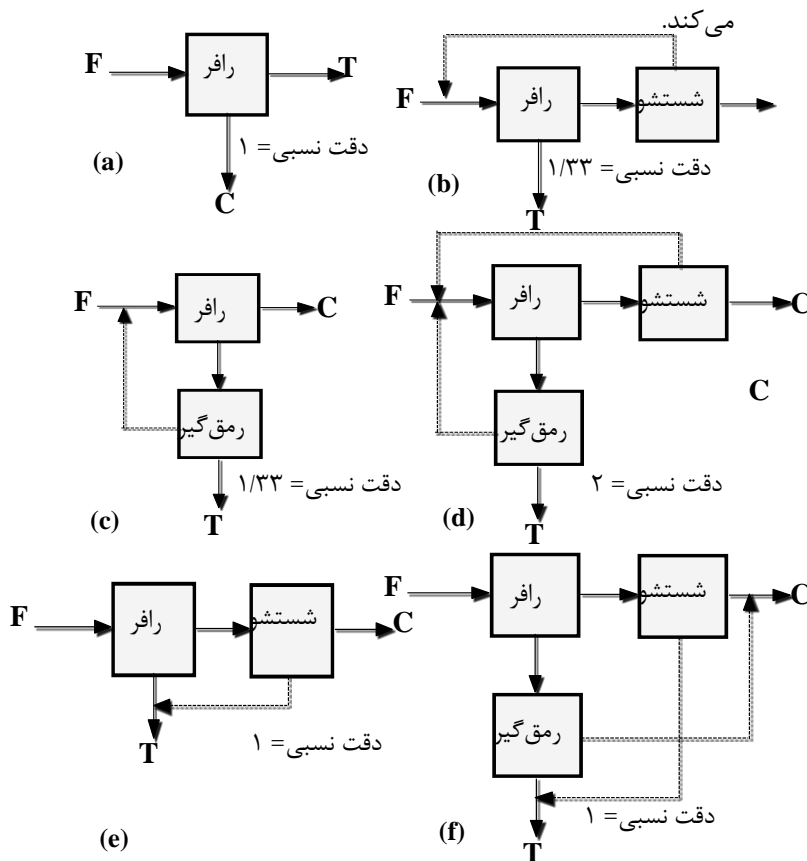 می‌کند.
F رافر T
دقت نسبی= ۱
(a)
C
F رافر شستشو
دقت نسبی= ۱/۳۳
(b)
T
F رافر C
رمق‌گیر
دقت نسبی= ۱/۳۳
(c)
T
F رافر شستشو C
C
رمق‌گیر
دقت نسبی= ۲
(d)
T
F رافر شستشو C
T
دقت نسبی= ۱
(e)
F رافر شستشو C
رمق‌گیر
دقت نسبی= ۱
(f)
T